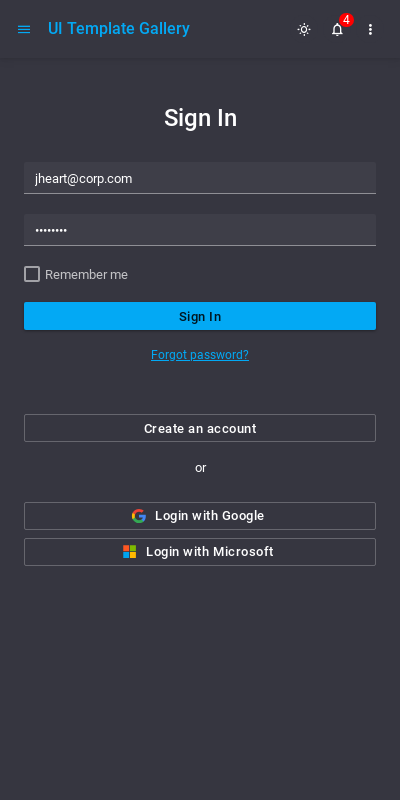 UI Template Gallery
4
Sign In
jheart@corp.com
••••••••
Remember me
Sign In
Forgot password?
Create an account
or
Login with Google
Login with Microsoft